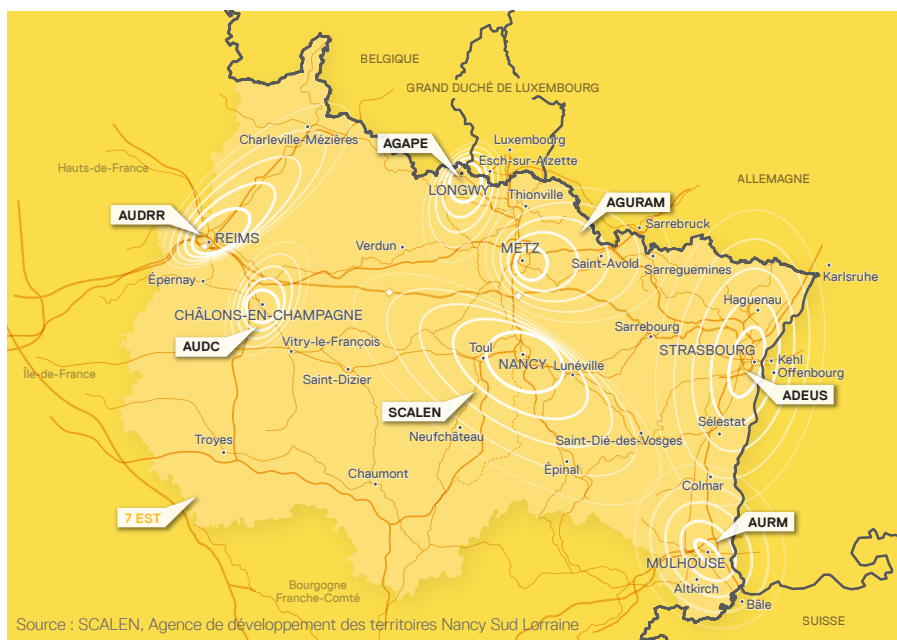 BELGIQUE
GRAND DUCHÉ DE LUXEMBOURG
Charleville-Mézières
AGAPE
Luxembourg
Esch-sur-Alzette
Hauts-de-France
LONGWY
Thionville
ALLEMAGNE
AGURAM
AUDRR
REIMS
Verdun
METZ
Sarrebruck
Saint-Avold
Sarreguemines
Karlsruhe
Épernay
Haguenau
CHÂLONS-EN-CHAMPAGNE
AUDC
Vitry-le-François
Sarrebourg
STRASBOURG
Toul
NANCY
Lunéville
Kehl
Offenbourg
Île-de-France
Saint-Dizier
ADEUS
SCALEN
Neufchâteau
Saint-Dié-des-Vosges
Sélestat
Troyes
Chaumont
Épinal
Colmar
7 EST
AURM
MULHOUSE
Altkirch
Bourgogne
Franche-Comté
Bâle
SUISSE
Source : SCALEN, Agence de développement des territoires Nancy Sud Lorraine